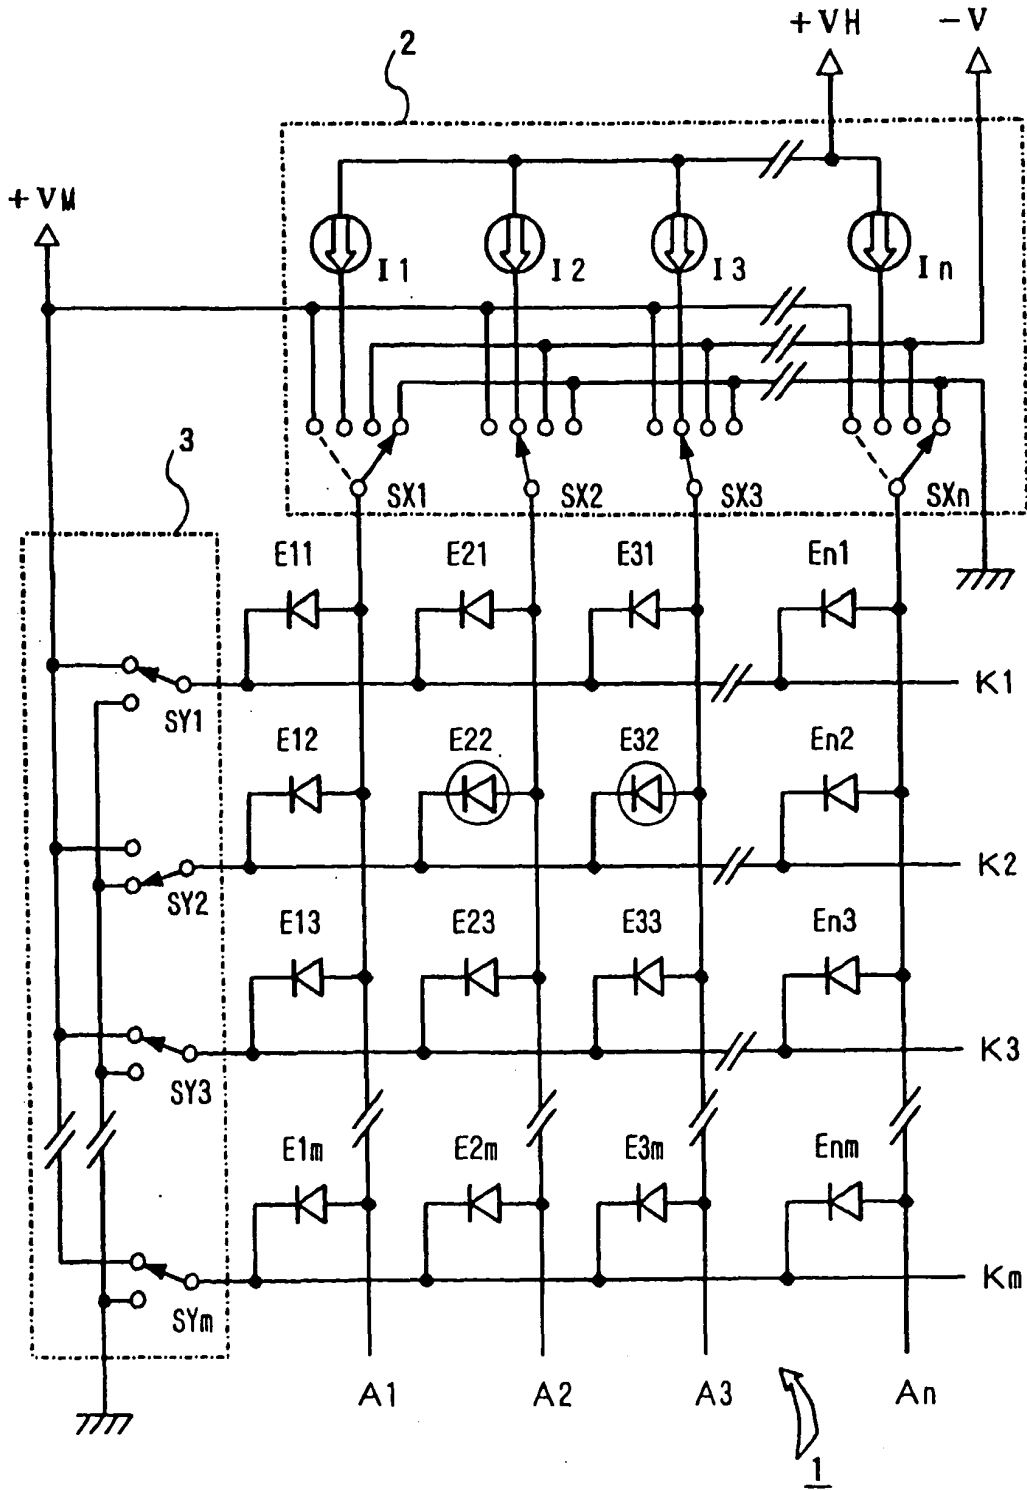 +VH -V
2
+VM
I1 I2 I3 In
3
SX1 SX2 SX3 SXn
E11 E21 E31 En1
K1
SY1
E12 E22 E32 En2
K2
SY2
E13 E23 E33 En3
K3
SY3
E1m E2m E3m Enm
Km
SYm
A1 A2 A3 An
1